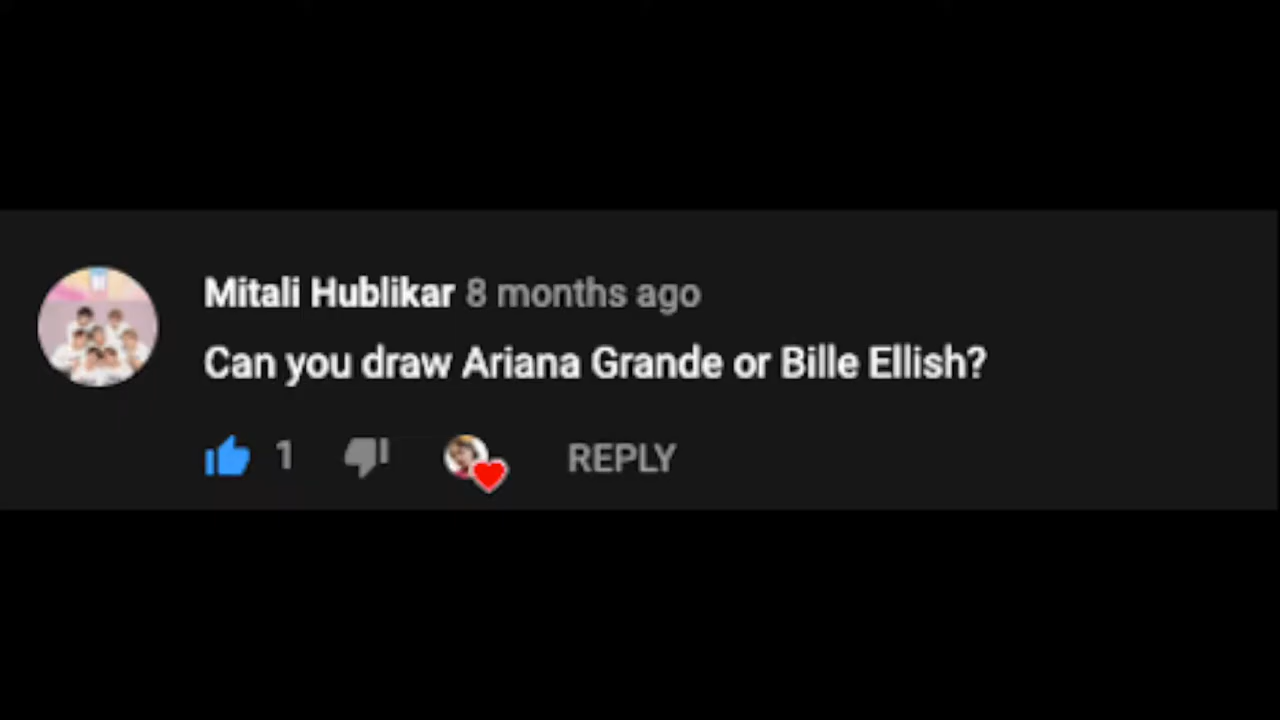 Mitali Hublikar 8 months ago
Can you draw Ariana Grande or Bille Ellish?
1 REPLY